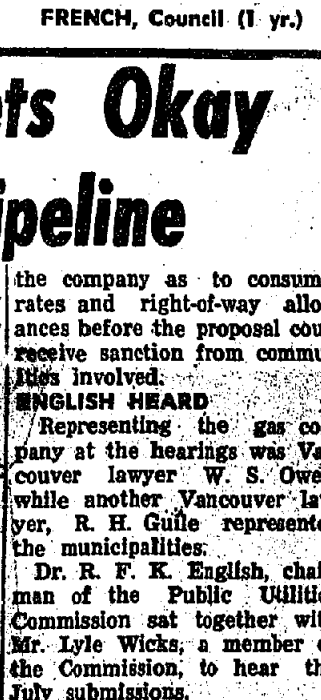 FRENCH, Council (1 yr.)
ts Okay
peline
the company as to consum
rates and right-of-way allo
ances before the proposal cou
receive sanction from commu
ities involved.
ENGLISH HEARD
Representing the gas co
pany at the hearings was Va
couver lawyer W. S. Owe
while another Vancouver la
yer, R. H. Guile represente
the municipalities.
Dr. R. F. K. English, chai
man of the Public Utiliti
Commission sat together wit
Mr. Lyle Wicks, a member o
the Commission, to hear th
July submissions.